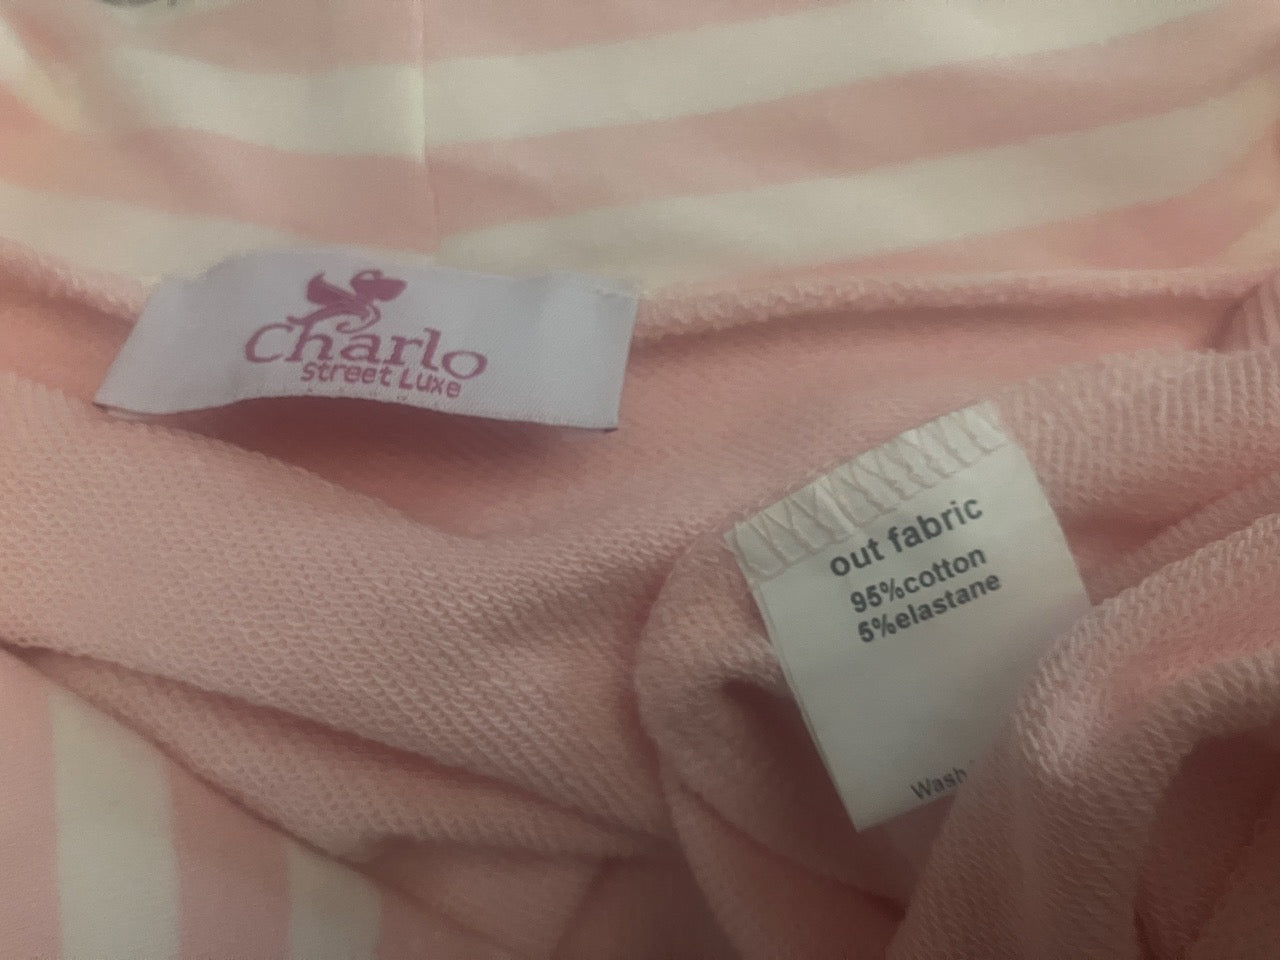 Charlo
street Luxe
out fabric
95%cotton
5%elastane
Wash